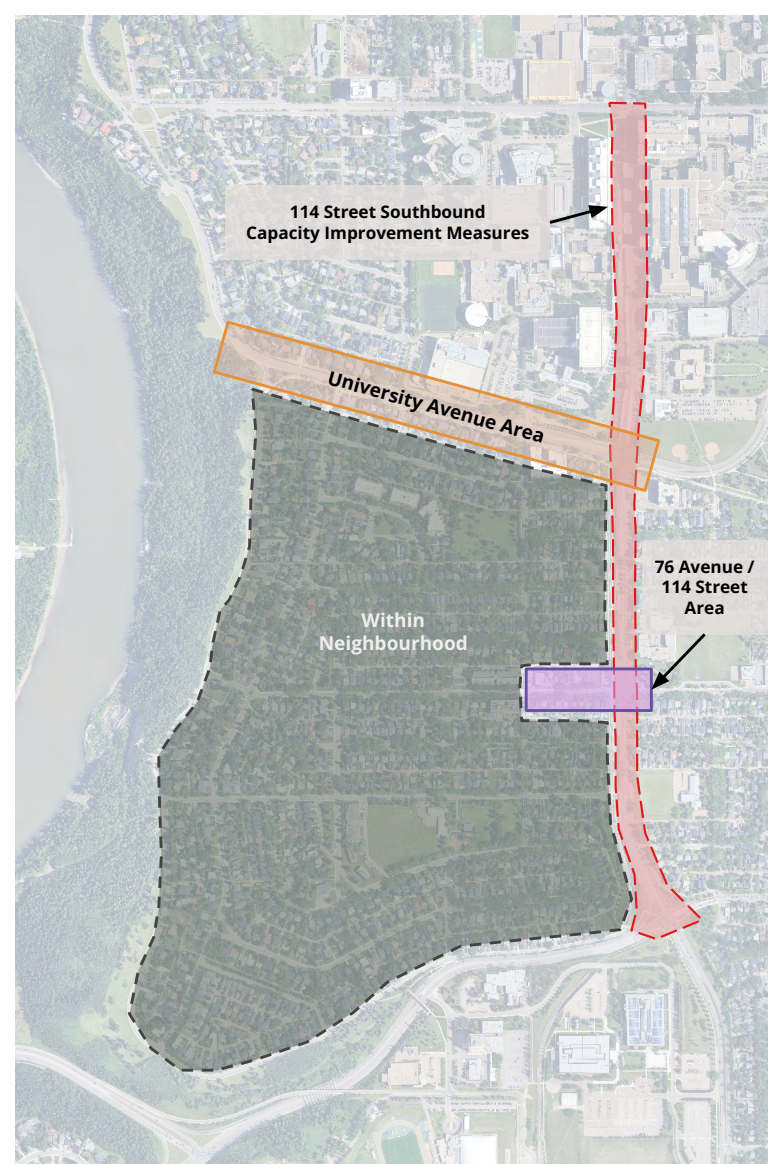 114 Street Southbound
Capacity Improvement Measures
University Avenue Area
76 Avenue /
114 Street
Area
Within
Neighbourhood